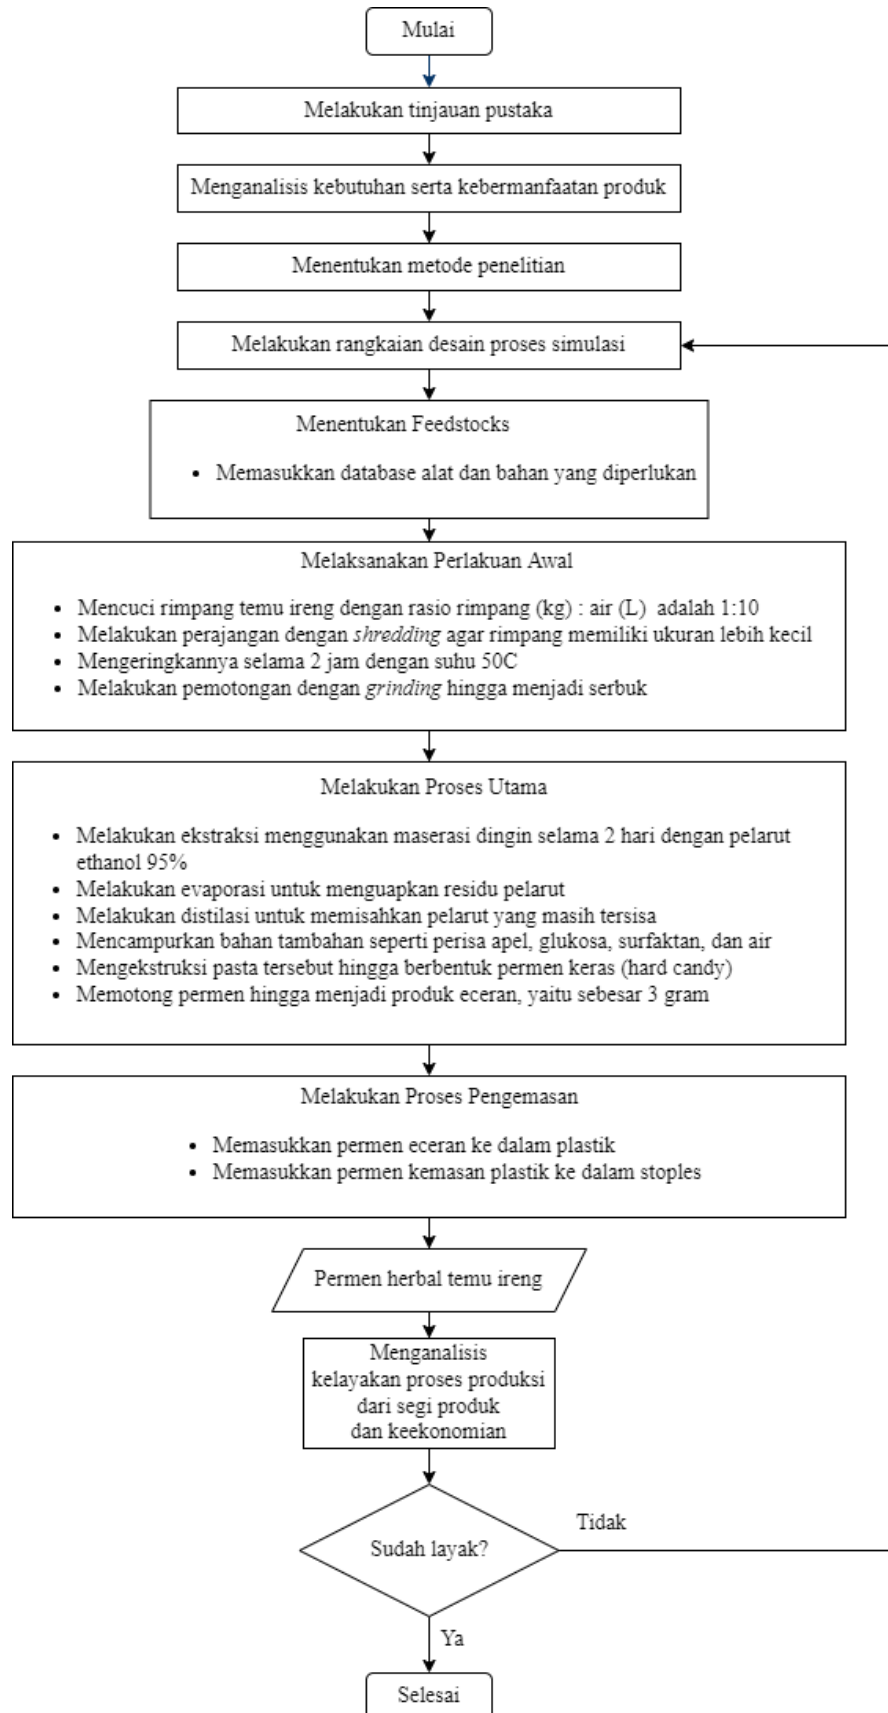 Mulai
Melakukan tinjauan pustaka
Menganalisis kebutuhan serta kebermanfaatan produk
Menentukan metode penelitian
Melakukan rangkaian desain proses simulasi
Menentukan Feedstocks
• Memasukkan database alat dan bahan yang diperlukan
Melaksanakan Perlakuan Awal
• Mencuci rimpang temu ireng dengan rasio rimpang (kg) : air (L) adalah 1:10
• Melakukan perajangan dengan shredding agar rimpang memiliki ukuran lebih kecil
• Mengeringkannya selama 2 jam dengan suhu 50C
• Melakukan pemotongan dengan grinding hingga menjadi serbuk
Melakukan Proses Utama
• Melakukan ekstraksi menggunakan maserasi dingin selama 2 hari dengan pelarut
ethanol 95%
• Melakukan evaporasi untuk menguapkan residu pelarut
• Melakukan distilasi untuk memisahkan pelarut yang masih tersisa
• Mencampurkan bahan tambahan seperti perisa apel, glukosa, surfaktan, dan air
• Mengekstruksi pasta tersebut hingga berbentuk permen keras (hard candy)
• Memotong permen hingga menjadi produk eceran, yaitu sebesar 3 gram
Melakukan Proses Pengemasan
• Memasukkan permen eceran ke dalam plastik
• Memasukkan permen kemasan plastik ke dalam stoples
Permen herbal temu ireng
Menganalisis
kelayakan proses produksi
dari segi produk
dan keekonomian
Sudah layak?
Tidak
Ya
Selesai